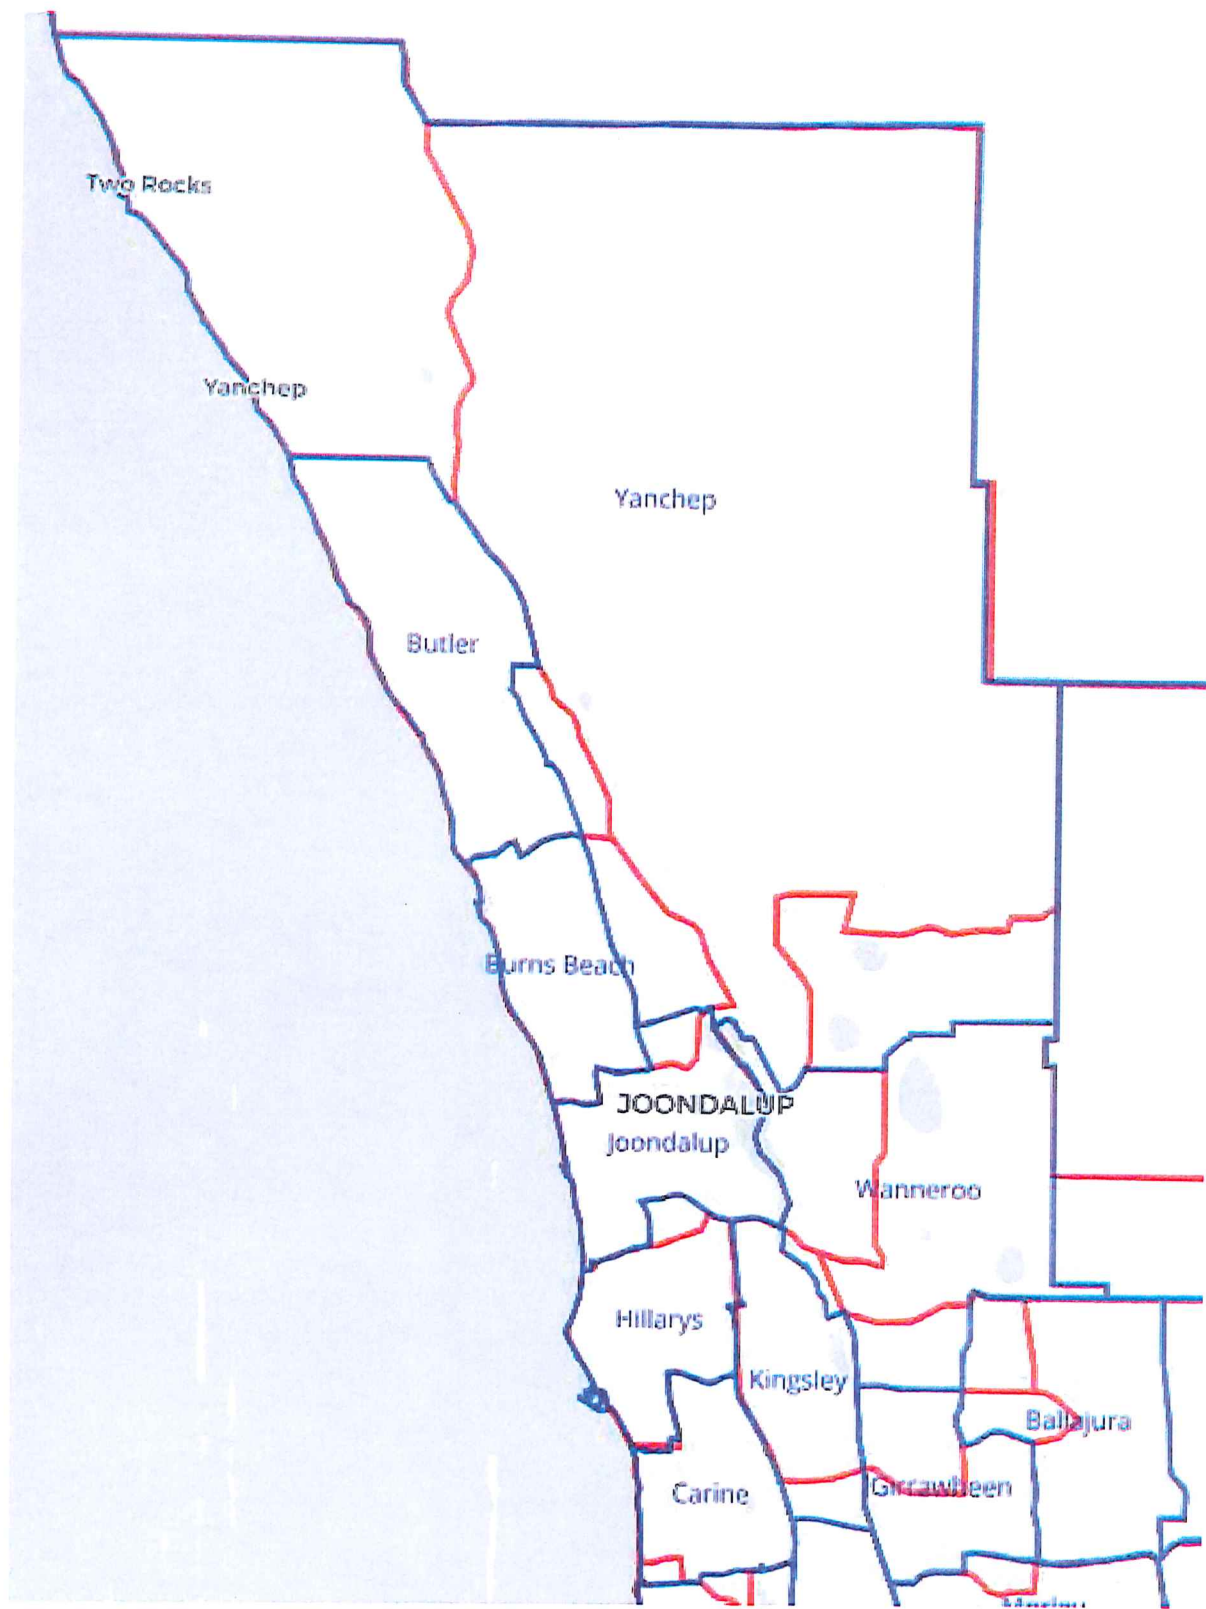 Two Rocks
Yanchep
Yanchep
Butler
Burns Beach
JOONDALUP
Joondalup
Wanneroo
Hillarys
Kingsley
Ballajura
Girrawheen
Carine